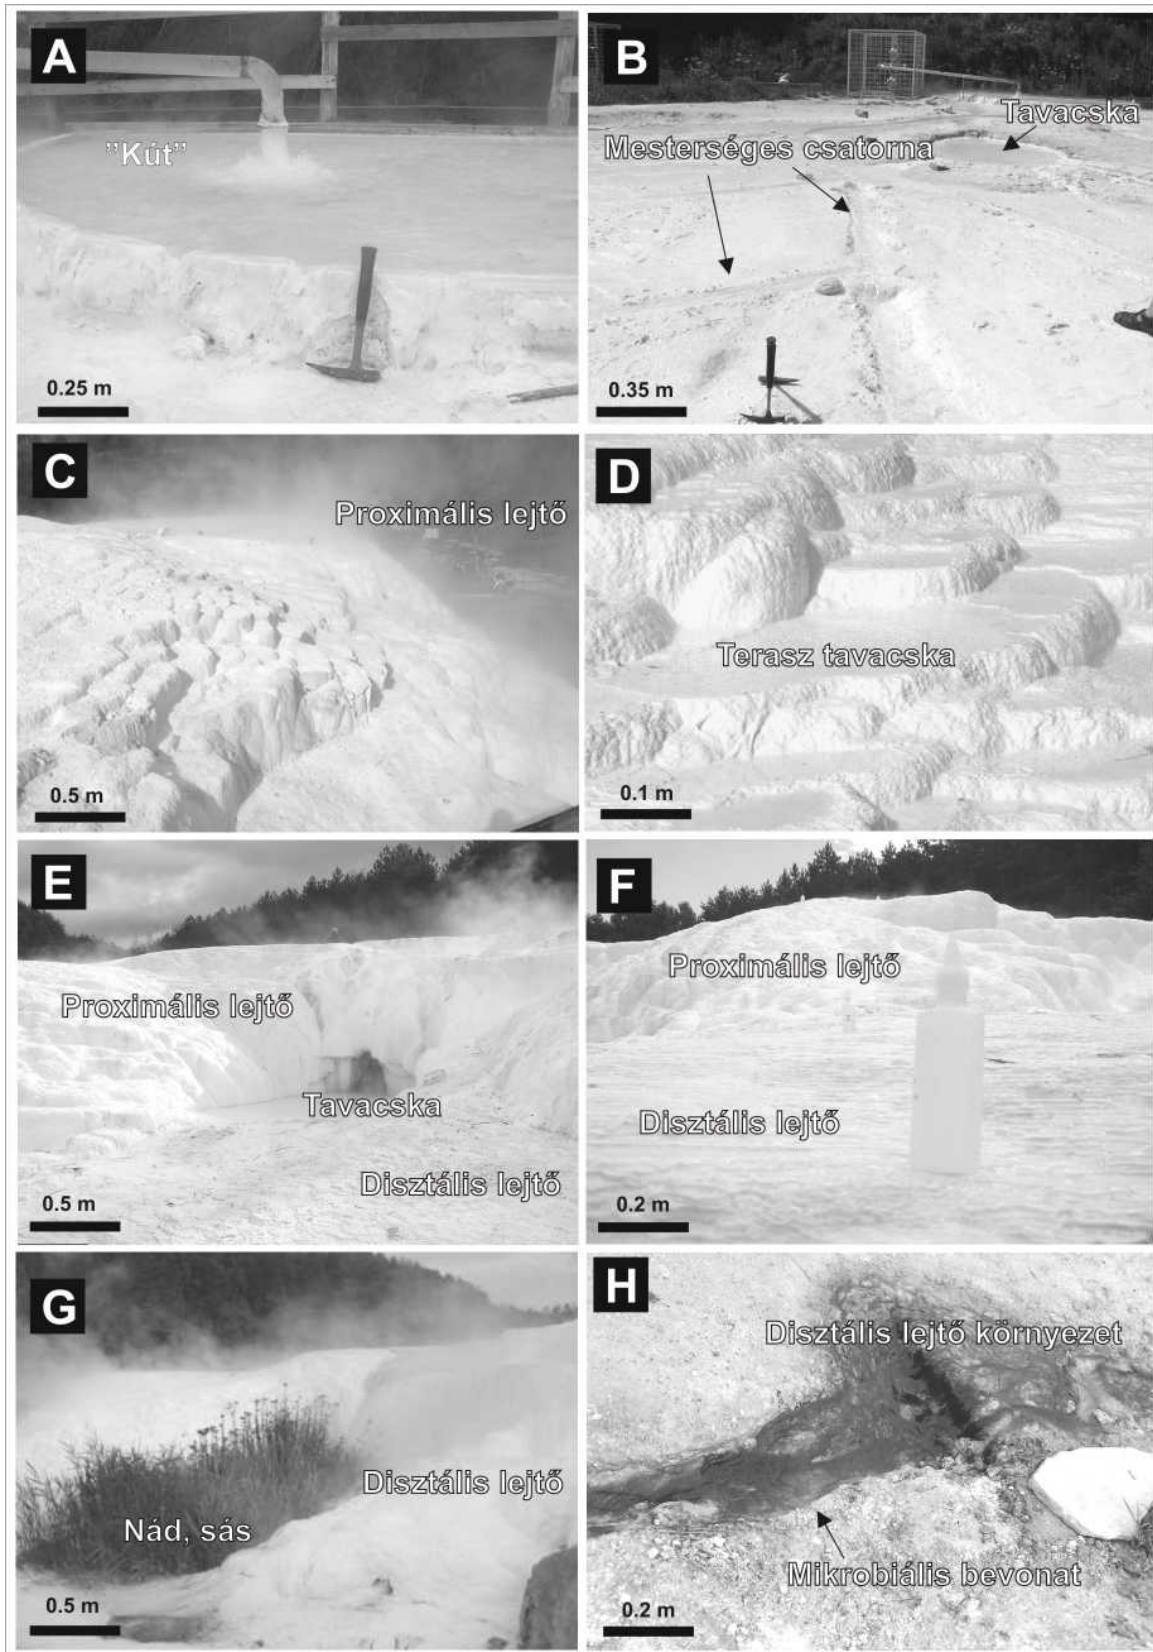 A
"Kút"
0.25 m
B
Tavacska
Mesterséges csatorna
0.35 m
C
Proximális lejtő
0.5 m
D
Terasz tavacska
0.1 m
E
Proximális lejtő
Tavacska
Disztális lejtő
0.5 m
F
Proximális lejtő
Disztális lejtő
0.2 m
G
Disztális lejtő
Nád, sás
0.5 m
H
Disztális lejtő környezet
Mikrobiális bevonat
0.2 m